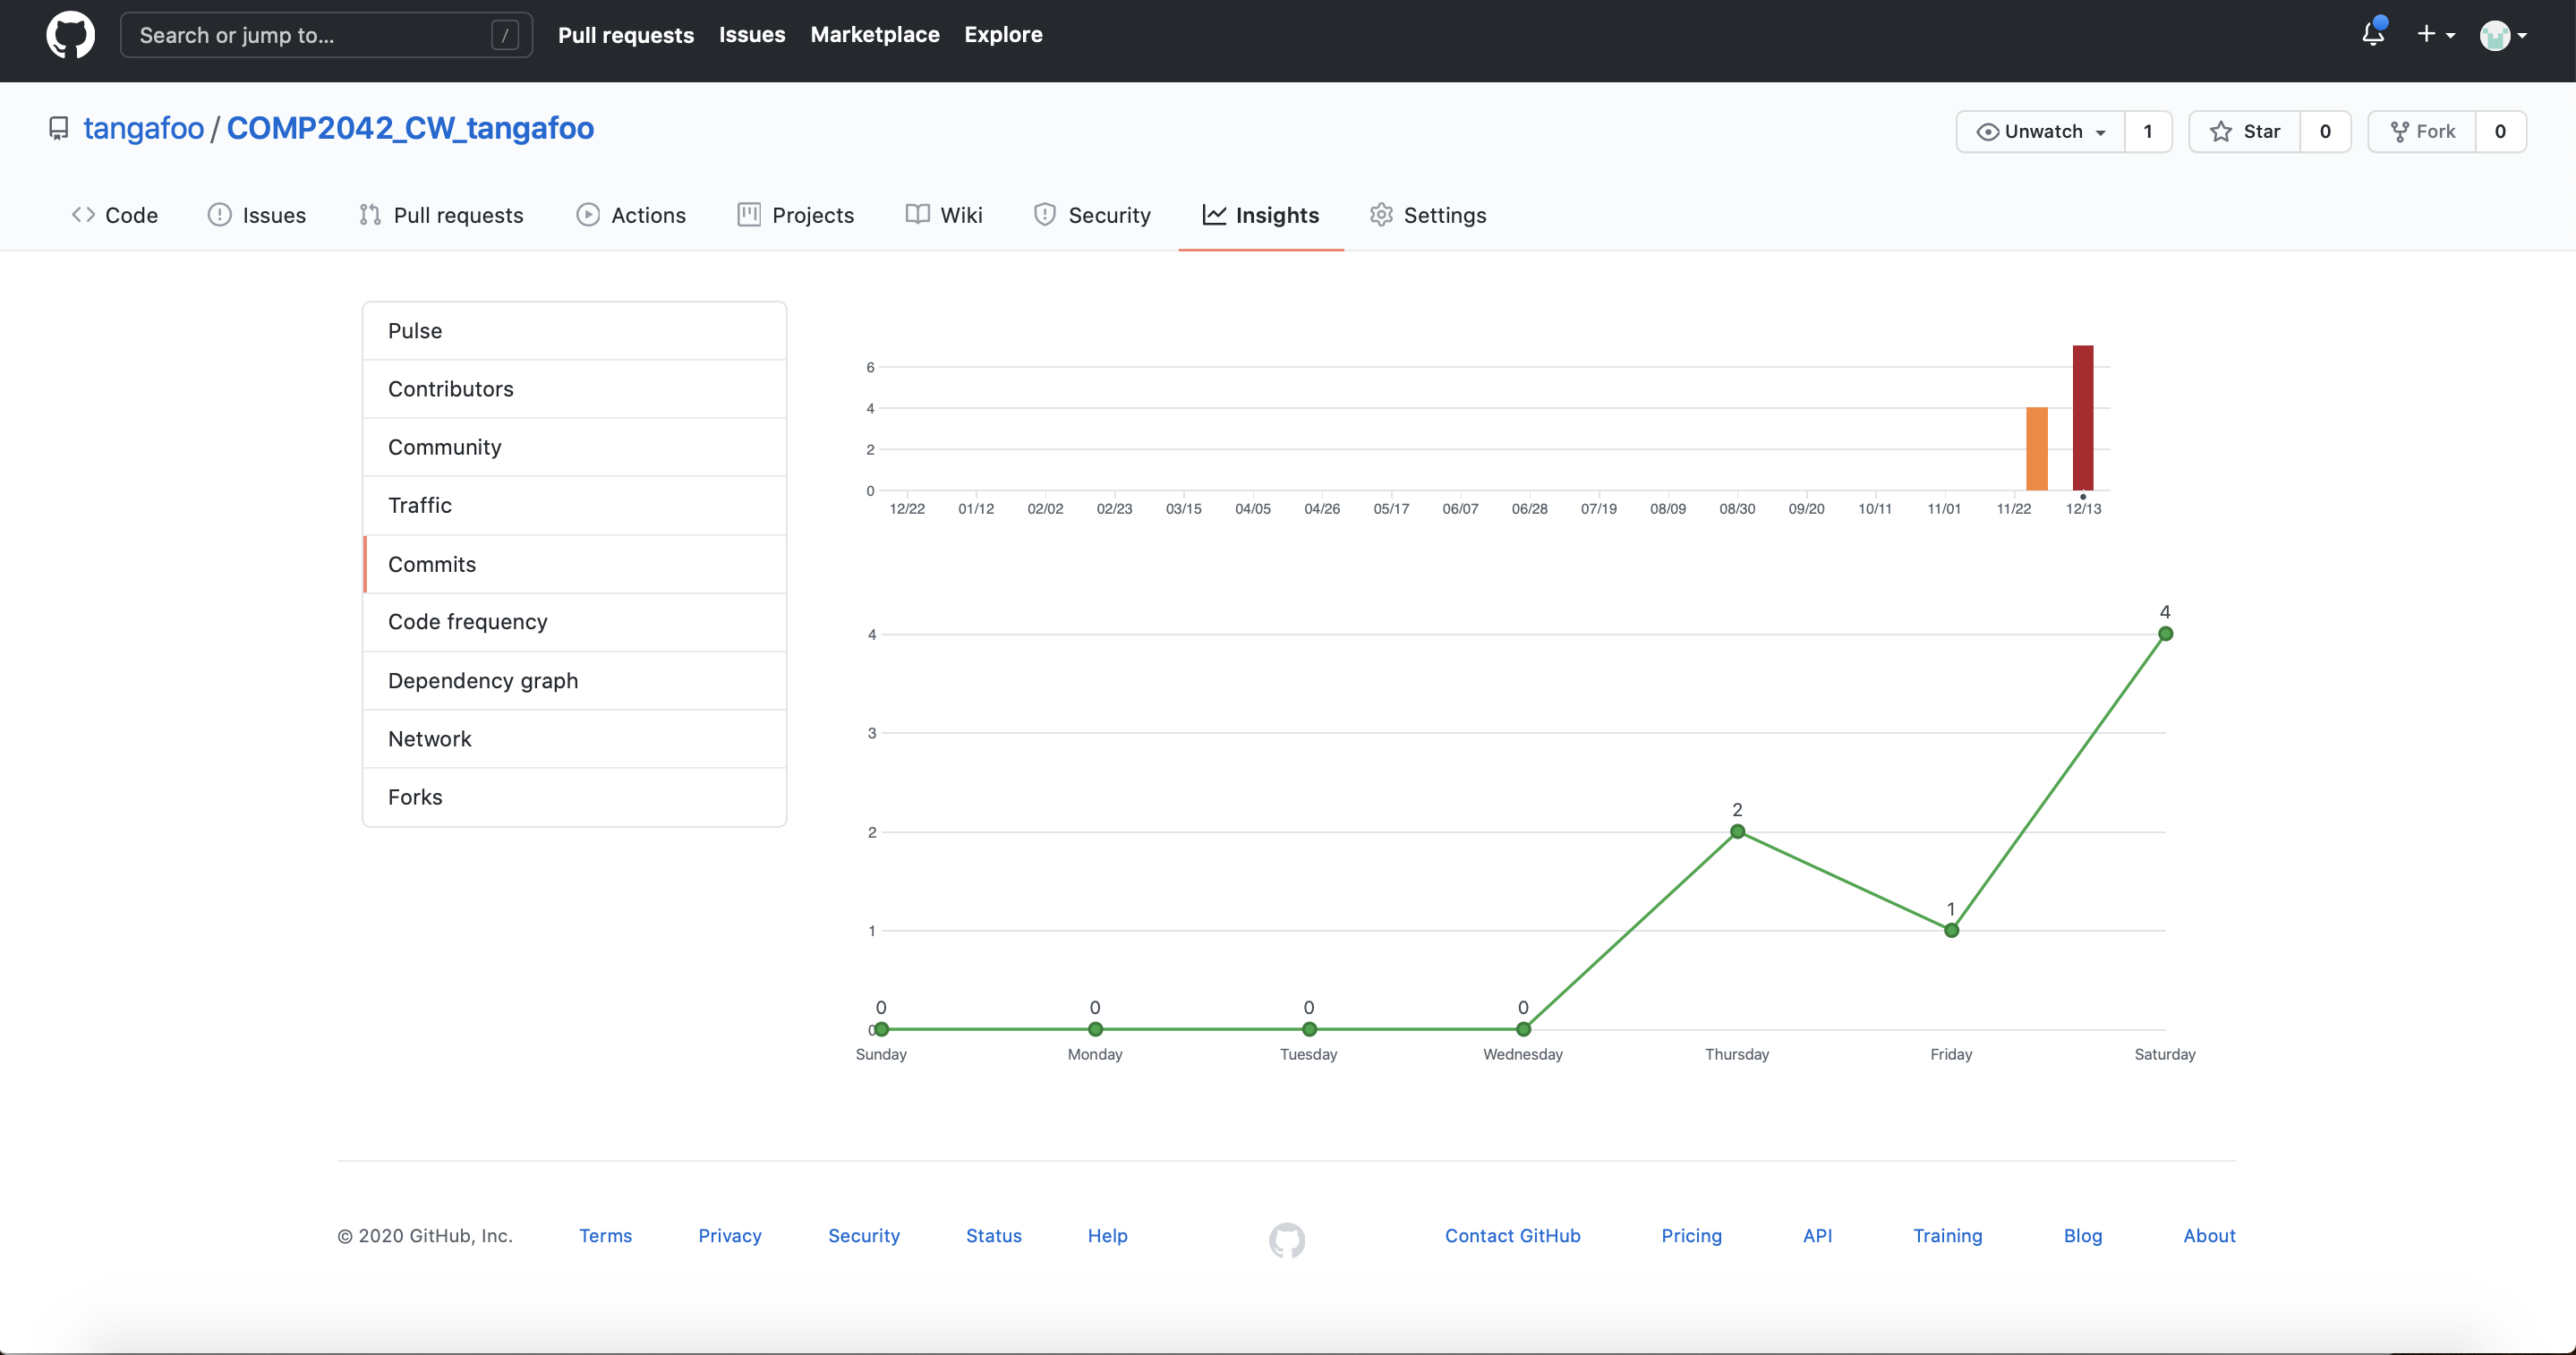 Search or jump to... / Pull requests Issues Marketplace Explore
tangafoo / COMP2042_CW_tangafoo Unwatch 1 Star 0 Fork 0
Code Issues Pull requests Actions Projects Wiki Security Insights Settings
Pulse
Contributors
Community
Traffic
Commits
Code frequency
Dependency graph
Network
Forks
6
4
2
0
12/22 01/12 02/02 02/23 03/15 04/05 04/26 05/17 06/07 06/28 07/19 08/09 08/30 09/20 10/11 11/01 11/22 12/13
4
4
3
2
2
1
1
0 0 0 0
0
Sunday Monday Tuesday Wednesday Thursday Friday Saturday
© 2020 GitHub, Inc. Terms Privacy Security Status Help Contact GitHub Pricing API Training Blog About